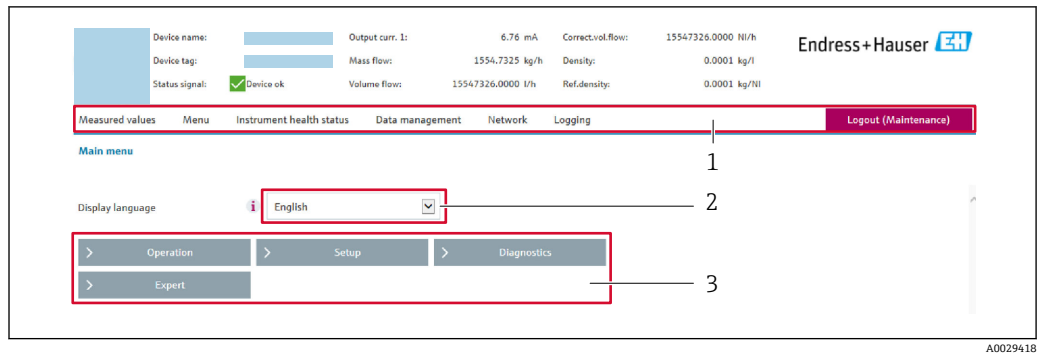 Device name: Output curr. 1: 6.76 mA Correct.vol.flow: 15547326.0000 Nl/h
Endress+Hauser EH
Device tag: Mass flow: 1554.7325 kg/h Density: 0.0001 kg/l
Status signal: Device ok Volume flow: 15547326.0000 l/h Ref.density: 0.0001 kg/Nl
Measured values Menu Instrument health status Data management Network Logging Logout (Maintenance)
1
Main menu
Display language i English 2
> Operation > Setup > Diagnostics
> Expert 3
A0029418